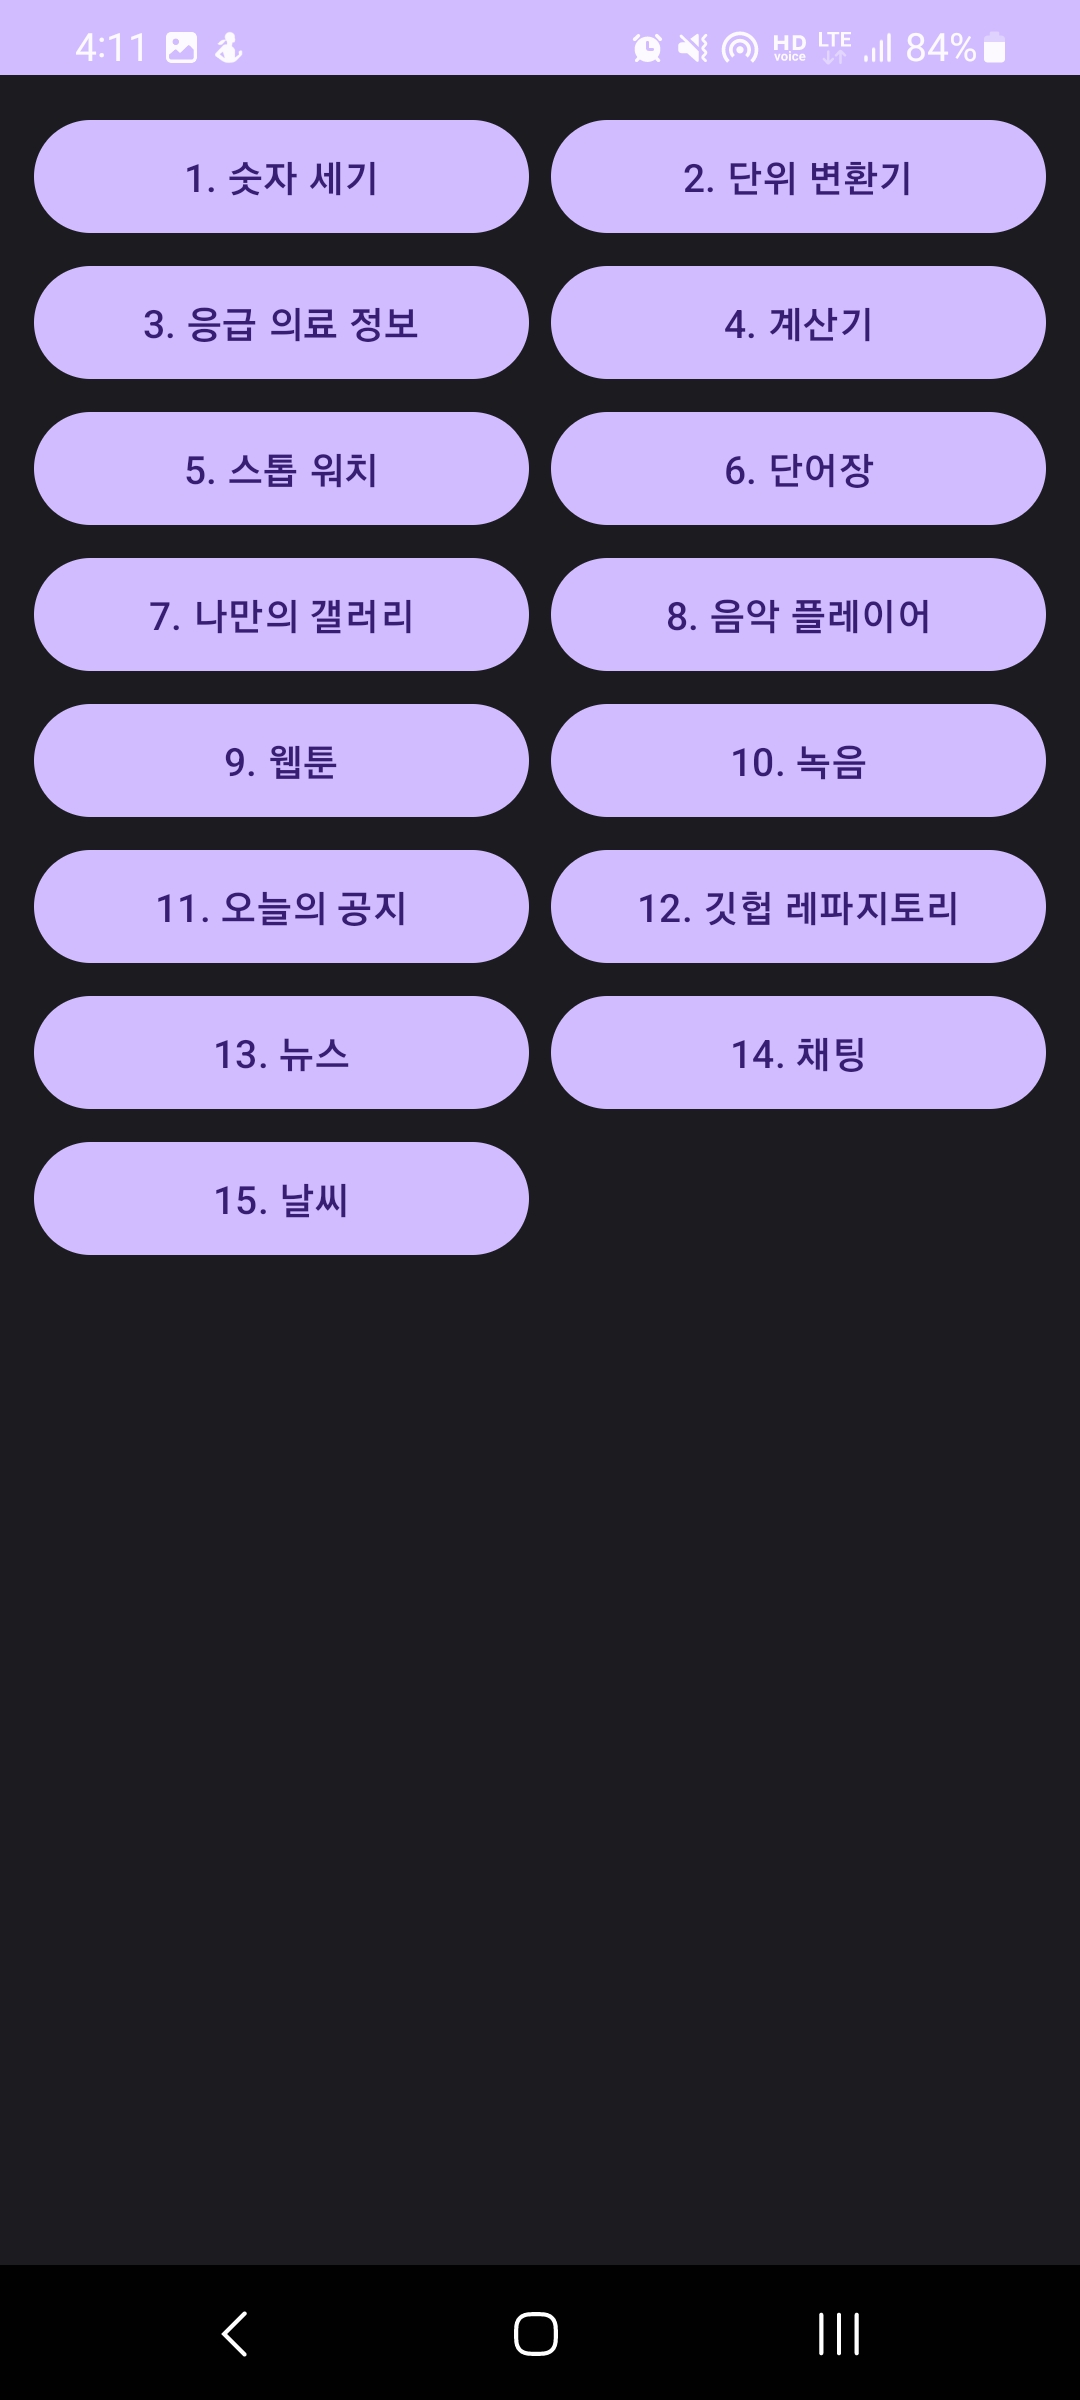 4:11
HD voice LTE 84%
1. 숫자 세기
2. 단위 변환기
3. 응급 의료 정보
4. 계산기
5. 스톱 워치
6. 단어장
7. 나만의 갤러리
8. 음악 플레이어
9. 웹툰
10. 녹음
11. 오늘의 공지
12. 깃헙 레파지토리
13. 뉴스
14. 채팅
15. 날씨